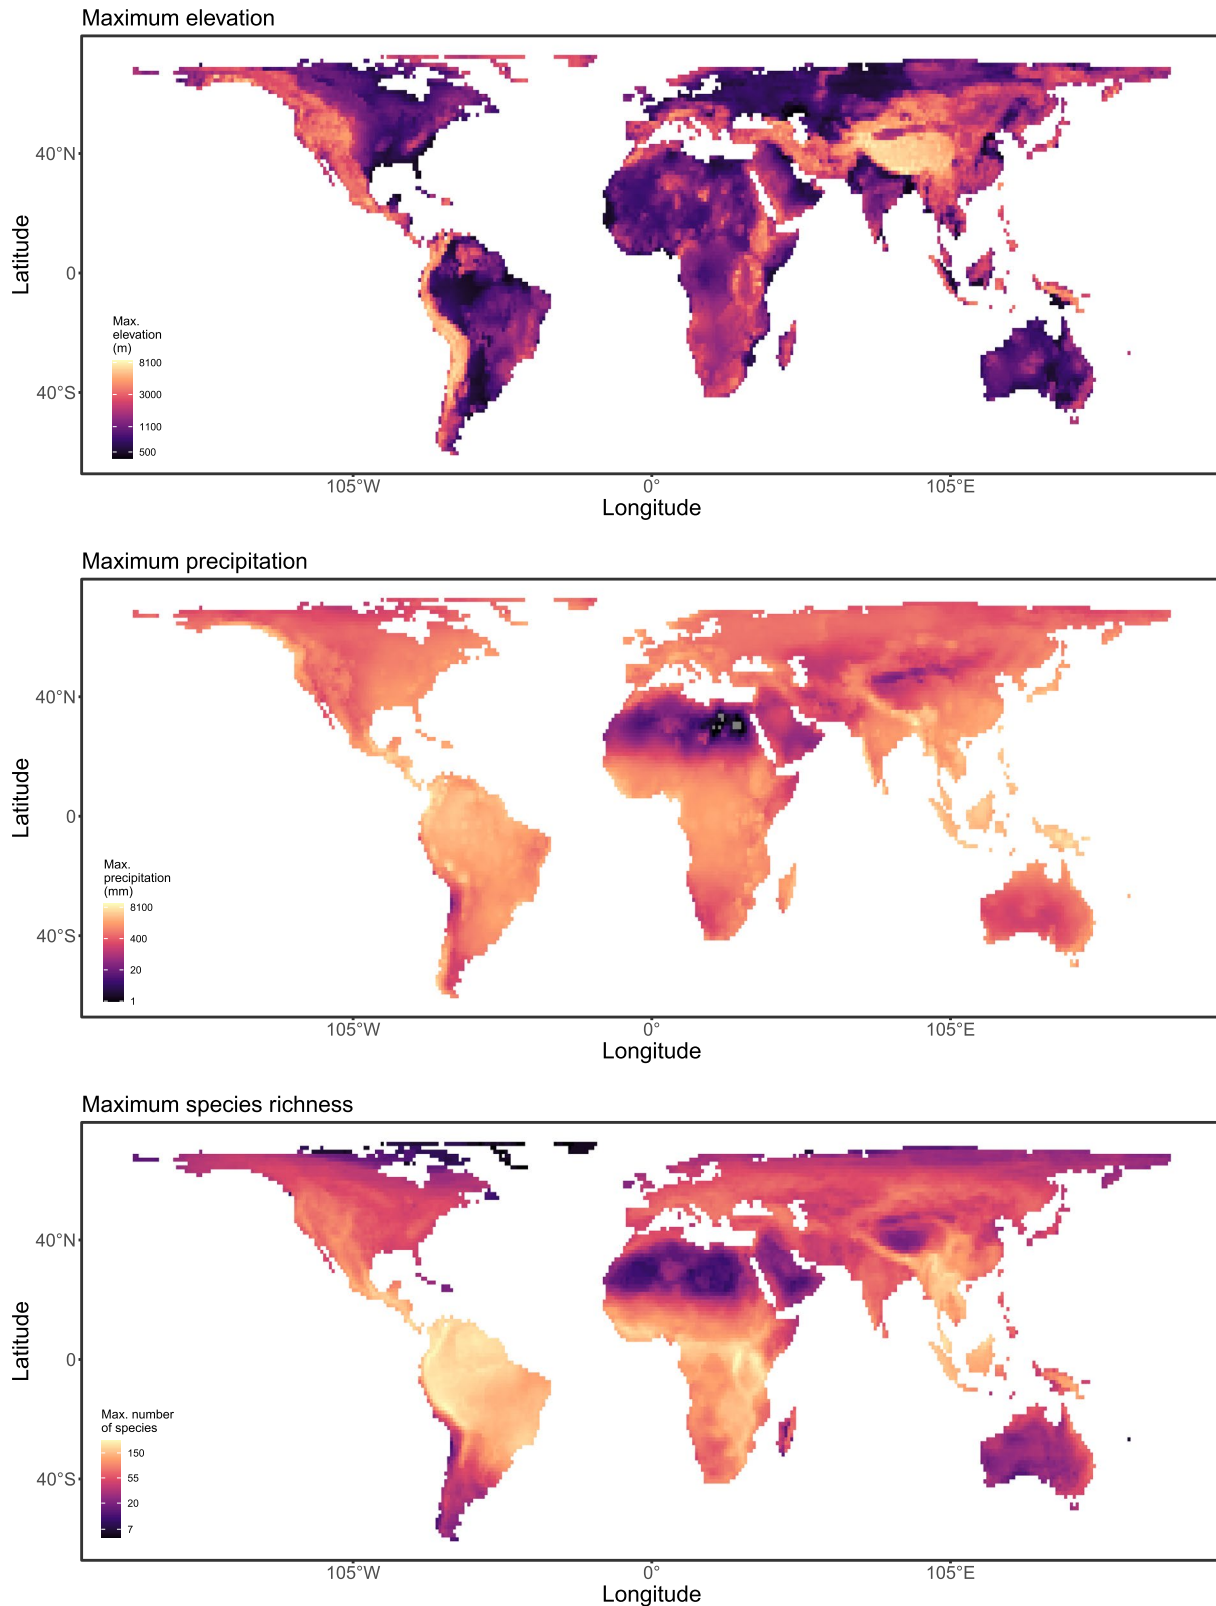 Maximum elevation
Latitude
40°N
0
40°S
Max.
elevation
(m)
8100
3000
1100
500
105°W
0°
105°E
Longitude
Maximum precipitation
Latitude
40°N
0
40°S
Max.
precipitation
(mm)
8100
400
20
1
105°W
0°
105°E
Longitude
Maximum species richness
Latitude
40°N
0
40°S
Max. number
of species
150
55
20
7
105°W
0°
105°E
Longitude